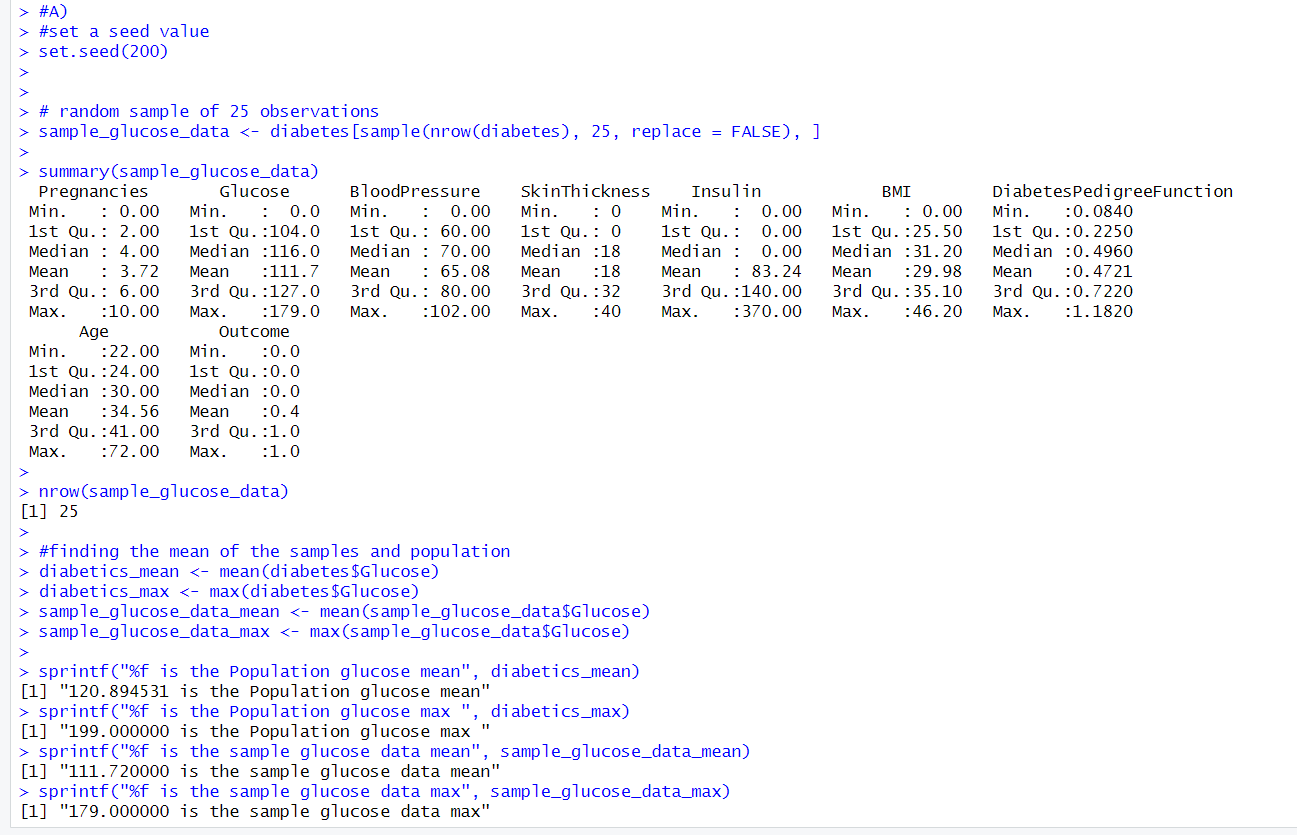 > #A)
> #set a seed value
> set.seed(200)
>
>
> # random sample of 25 observations
> sample_glucose_data <- diabetes[sample(nrow(diabetes), 25, replace = FALSE), ]
>
> summary(sample_glucose_data)
  Pregnancies       Glucose      BloodPressure    SkinThickness    Insulin            BMI        DiabetesPedigreeFunction
 Min.   : 0.00   Min.   :  0.0   Min.   :  0.00   Min.   : 0    Min.   :  0.00   Min.   : 0.00   Min.   :0.0840
 1st Qu.: 2.00   1st Qu.:104.0   1st Qu.: 60.00   1st Qu.: 0    1st Qu.:  0.00   1st Qu.:25.50   1st Qu.:0.2250
 Median : 4.00   Median :116.0   Median : 70.00   Median :18    Median :  0.00   Median :31.20   Median :0.4960
 Mean   : 3.72   Mean   :111.7   Mean   : 65.08   Mean   :18    Mean   : 83.24   Mean   :29.98   Mean   :0.4721
 3rd Qu.: 6.00   3rd Qu.:127.0   3rd Qu.: 80.00   3rd Qu.:32    3rd Qu.:140.00   3rd Qu.:35.10   3rd Qu.:0.7220
 Max.   :10.00   Max.   :179.0   Max.   :102.00   Max.   :40    Max.   :370.00   Max.   :46.20   Max.   :1.1820
      Age           Outcome
 Min.   :22.00   Min.   :0.0
 1st Qu.:24.00   1st Qu.:0.0
 Median :30.00   Median :0.0
 Mean   :34.56   Mean   :0.4
 3rd Qu.:41.00   3rd Qu.:1.0
 Max.   :72.00   Max.   :1.0
>
> nrow(sample_glucose_data)
[1] 25
>
> #finding the mean of the samples and population
> diabetics_mean <- mean(diabetes$Glucose)
> diabetics_max <- max(diabetes$Glucose)
> sample_glucose_data_mean <- mean(sample_glucose_data$Glucose)
> sample_glucose_data_max <- max(sample_glucose_data$Glucose)
>
> sprintf("%f is the Population glucose mean", diabetics_mean)
[1] "120.894531 is the Population glucose mean"
> sprintf("%f is the Population glucose max ", diabetics_max)
[1] "199.000000 is the Population glucose max "
> sprintf("%f is the sample glucose data mean", sample_glucose_data_mean)
[1] "111.720000 is the sample glucose data mean"
> sprintf("%f is the sample glucose data max", sample_glucose_data_max)
[1] "179.000000 is the sample glucose data max"